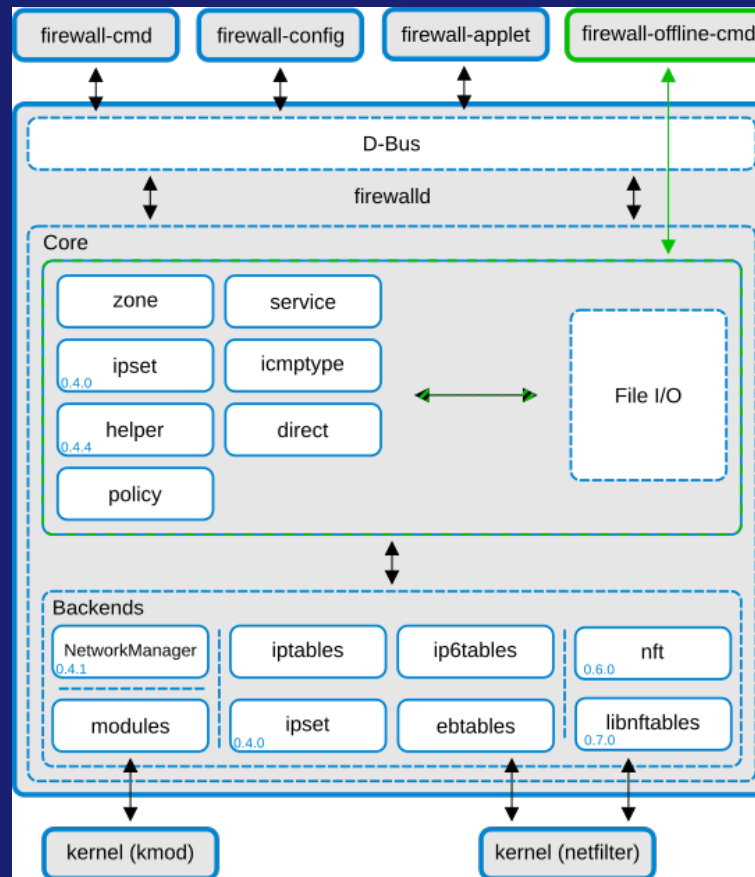 firewall-cmd
firewall-config
firewall-applet
firewall-offline-cmd
D-Bus
firewalld
Core
zone
service
ipset
0.4.0
icmptype
helper
0.4.4
direct
policy
File I/O
Backends
NetworkManager
0.4.1
iptables
ip6tables
nft
0.6.0
modules
ipset
0.4.0
ebtables
libnftables
0.7.0
kernel (kmod)
kernel (netfilter)